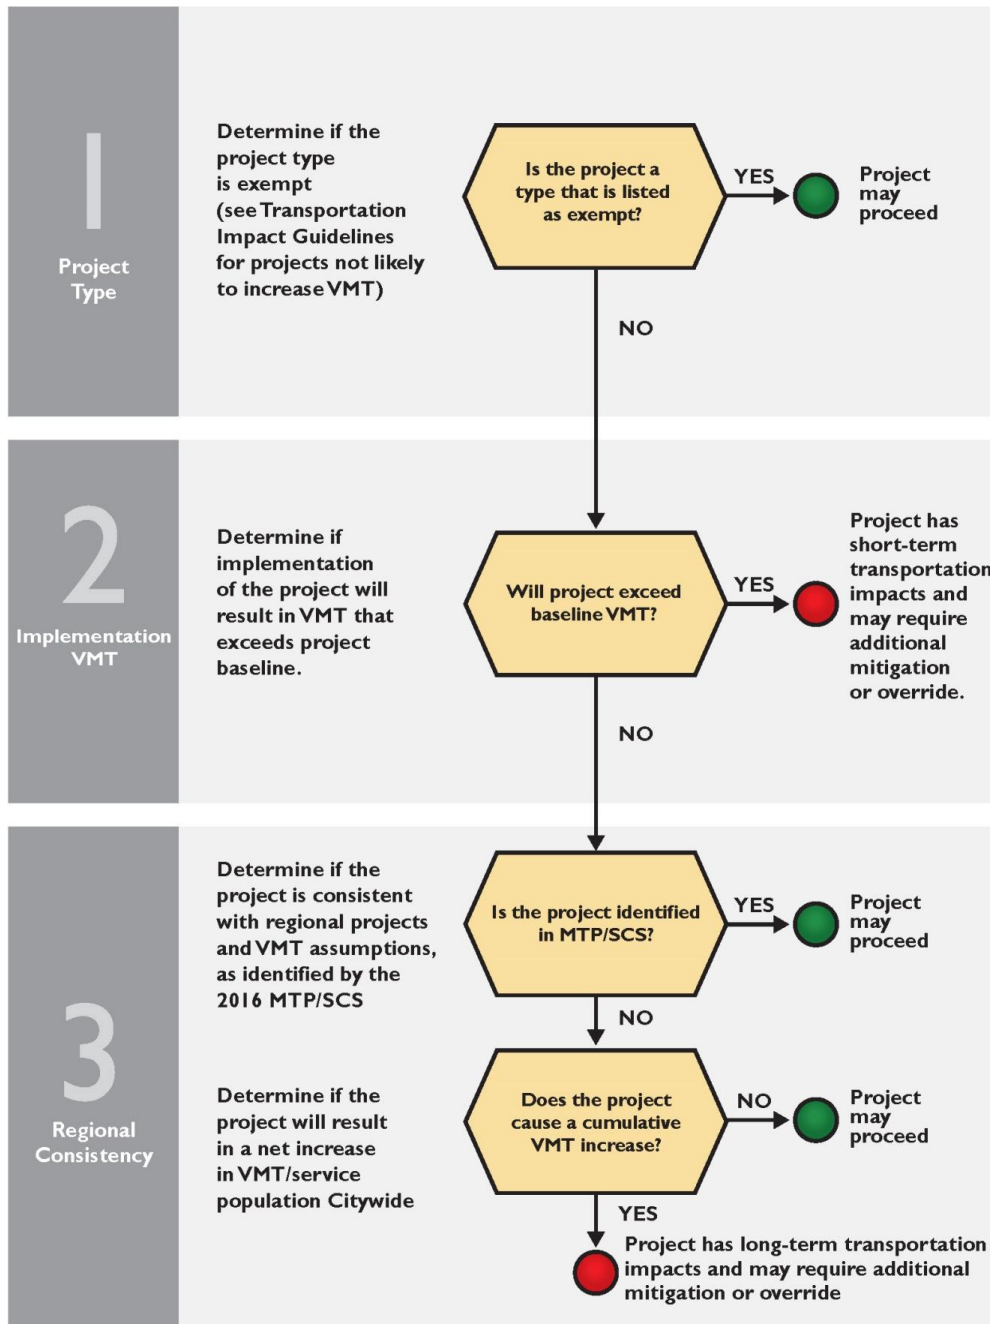 1
Project
Type
Determine if the
project type
is exempt
(see Transportation
Impact Guidelines
for projects not likely
to increase VMT)
Is the project a
type that is listed
as exempt?
YES
Project
may
proceed
NO
2
Implementation
VMT
Determine if
implementation
of the project will
result in VMT that
exceeds project
baseline.
Will project exceed
baseline VMT?
YES
Project has
short-term
transportation
impacts and
may require
additional
mitigation
or override.
NO
3
Regional
Consistency
Determine if the
project is consistent
with regional projects
and VMT assumptions,
as identified by the
2016 MTP/SCS
Is the project identified
in MTP/SCS?
YES
Project
may
proceed
NO
Determine if the
project will result
in a net increase
in VMT/service
population Citywide
Does the project
cause a cumulative
VMT increase?
NO
Project
may
proceed
YES
Project has long-term transportation
impacts and may require additional
mitigation or override